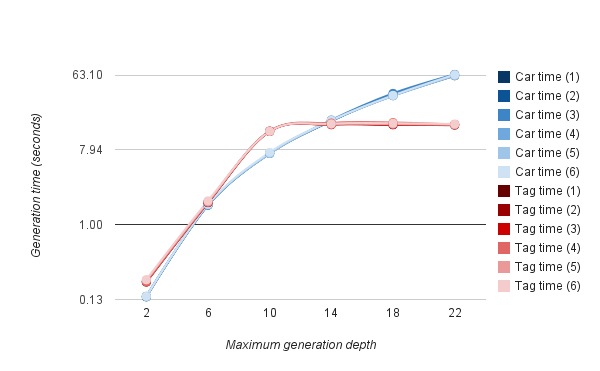 63.10
7.94
1.00
0.13
Generation time (seconds)
2 6 10 14 18 22
Maximum generation depth
Car time (1)
Car time (2)
Car time (3)
Car time (4)
Car time (5)
Car time (6)
Tag time (1)
Tag time (2)
Tag time (3)
Tag time (4)
Tag time (5)
Tag time (6)